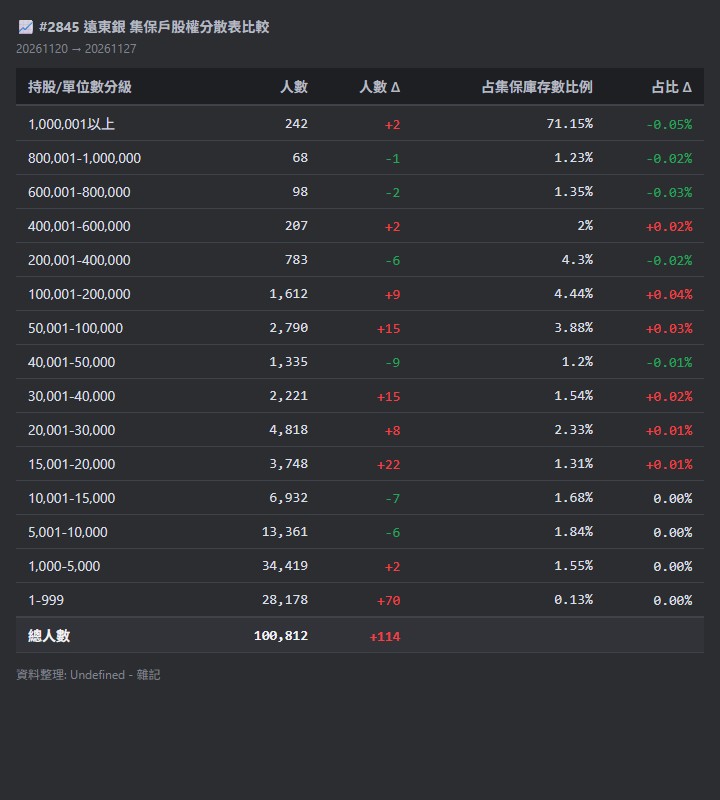 📈 #2845 遠東銀 集保戶股權分散表比較
20261120 → 20261127
持股/單位數分級 人數 人數 Δ 占集保庫存數比例 占比 Δ
1,000,001以上 242 +2 71.15% -0.05%
800,001-1,000,000 68 -1 1.23% -0.02%
600,001-800,000 98 -2 1.35% -0.03%
400,001-600,000 207 +2 2% +0.02%
200,001-400,000 783 -6 4.3% -0.02%
100,001-200,000 1,612 +9 4.44% +0.04%
50,001-100,000 2,790 +15 3.88% +0.03%
40,001-50,000 1,335 -9 1.2% -0.01%
30,001-40,000 2,221 +15 1.54% +0.02%
20,001-30,000 4,818 +8 2.33% +0.01%
15,001-20,000 3,748 +22 1.31% +0.01%
10,001-15,000 6,932 -7 1.68% 0.00%
5,001-10,000 13,361 -6 1.84% 0.00%
1,000-5,000 34,419 +2 1.55% 0.00%
1-999 28,178 +70 0.13% 0.00%
總人數 100,812 +114
資料整理: Undefined - 雜記